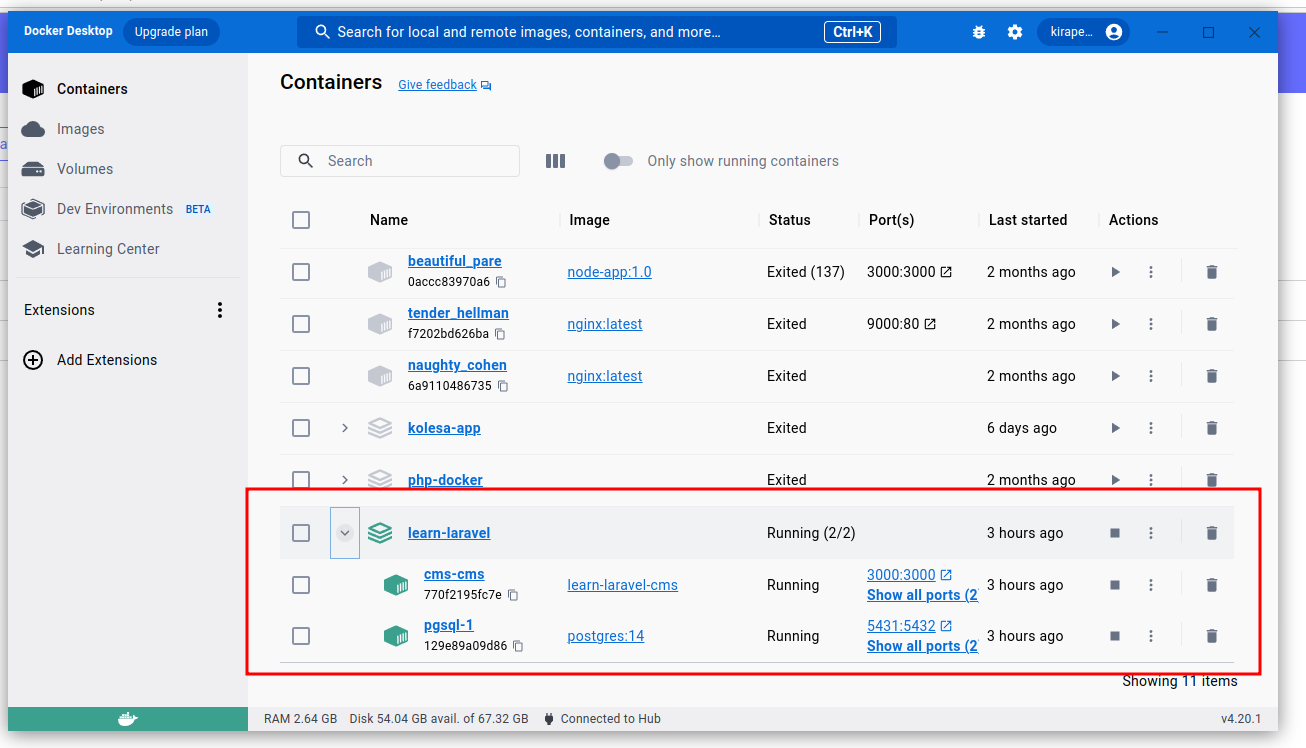 Docker Desktop
Upgrade plan
Search for local and remote images, containers, and more…
Ctrl+K
kirape…
Containers
Images
Volumes
Dev Environments BETA
Learning Center
Extensions
Add Extensions
Containers Give feedback
Search
Only show running containers
Name Image Status Port(s) Last started Actions
beautiful_pare
0accc83970a6
node-app:1.0 Exited (137) 3000:3000 2 months ago
tender_hellman
f7202bd626ba
nginx:latest Exited 9000:80 2 months ago
naughty_cohen
6a9110486735
nginx:latest Exited 2 months ago
kolesa-app Exited 6 days ago
php-docker Exited 2 months ago
learn-laravel Running (2/2) 3 hours ago
cms-cms
770f2195fc7e
learn-laravel-cms Running 3000:3000 3 hours ago
Show all ports (2
pgsql-1
129e89a09d86
postgres:14 Running 5431:5432 3 hours ago
Show all ports (2
Showing 11 items
RAM 2.64 GB Disk 54.04 GB avail. of 67.32 GB Connected to Hub v4.20.1